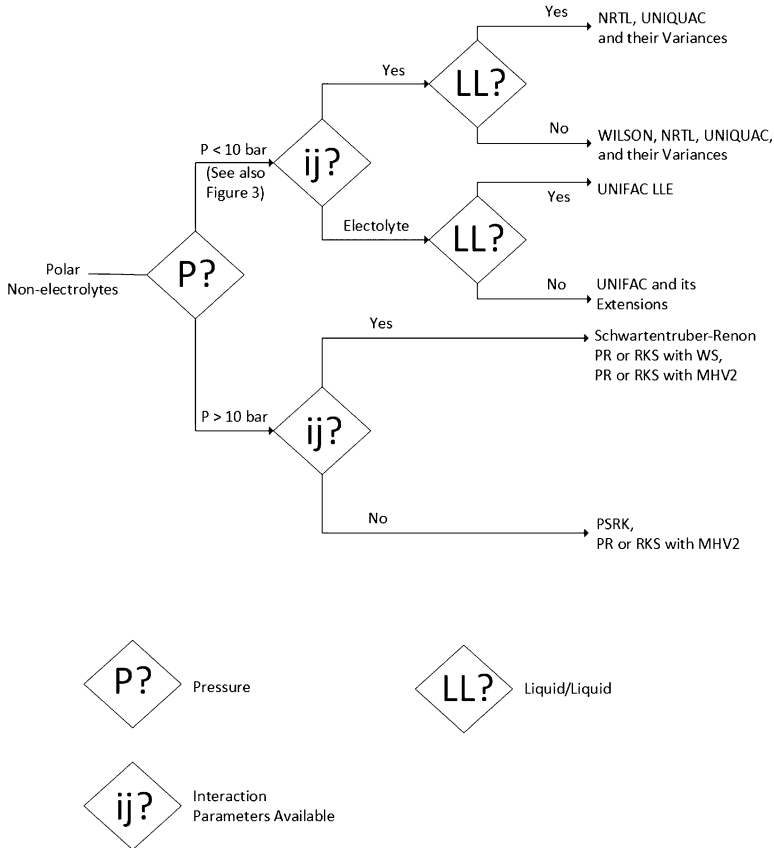 Yes
NRTL, UNIQUAC
and their Variances
LL?
Yes
No
WILSON, NRTL, UNIQUAC,
and their Variances
P < 10 bar
(See also
Figure 3)
ij?
Electolyte
LL?
Yes
UNIFAC LLE
No
UNIFAC and its
Extensions
Polar
Non-electrolytes
P?
Yes
Schwartentruber-Renon
PR or RKS with WS,
PR or RKS with MHV2
P > 10 bar
ij?
No
PSRK,
PR or RKS with MHV2
P?
Pressure
LL?
Liquid/Liquid
ij?
Interaction
Parameters Available